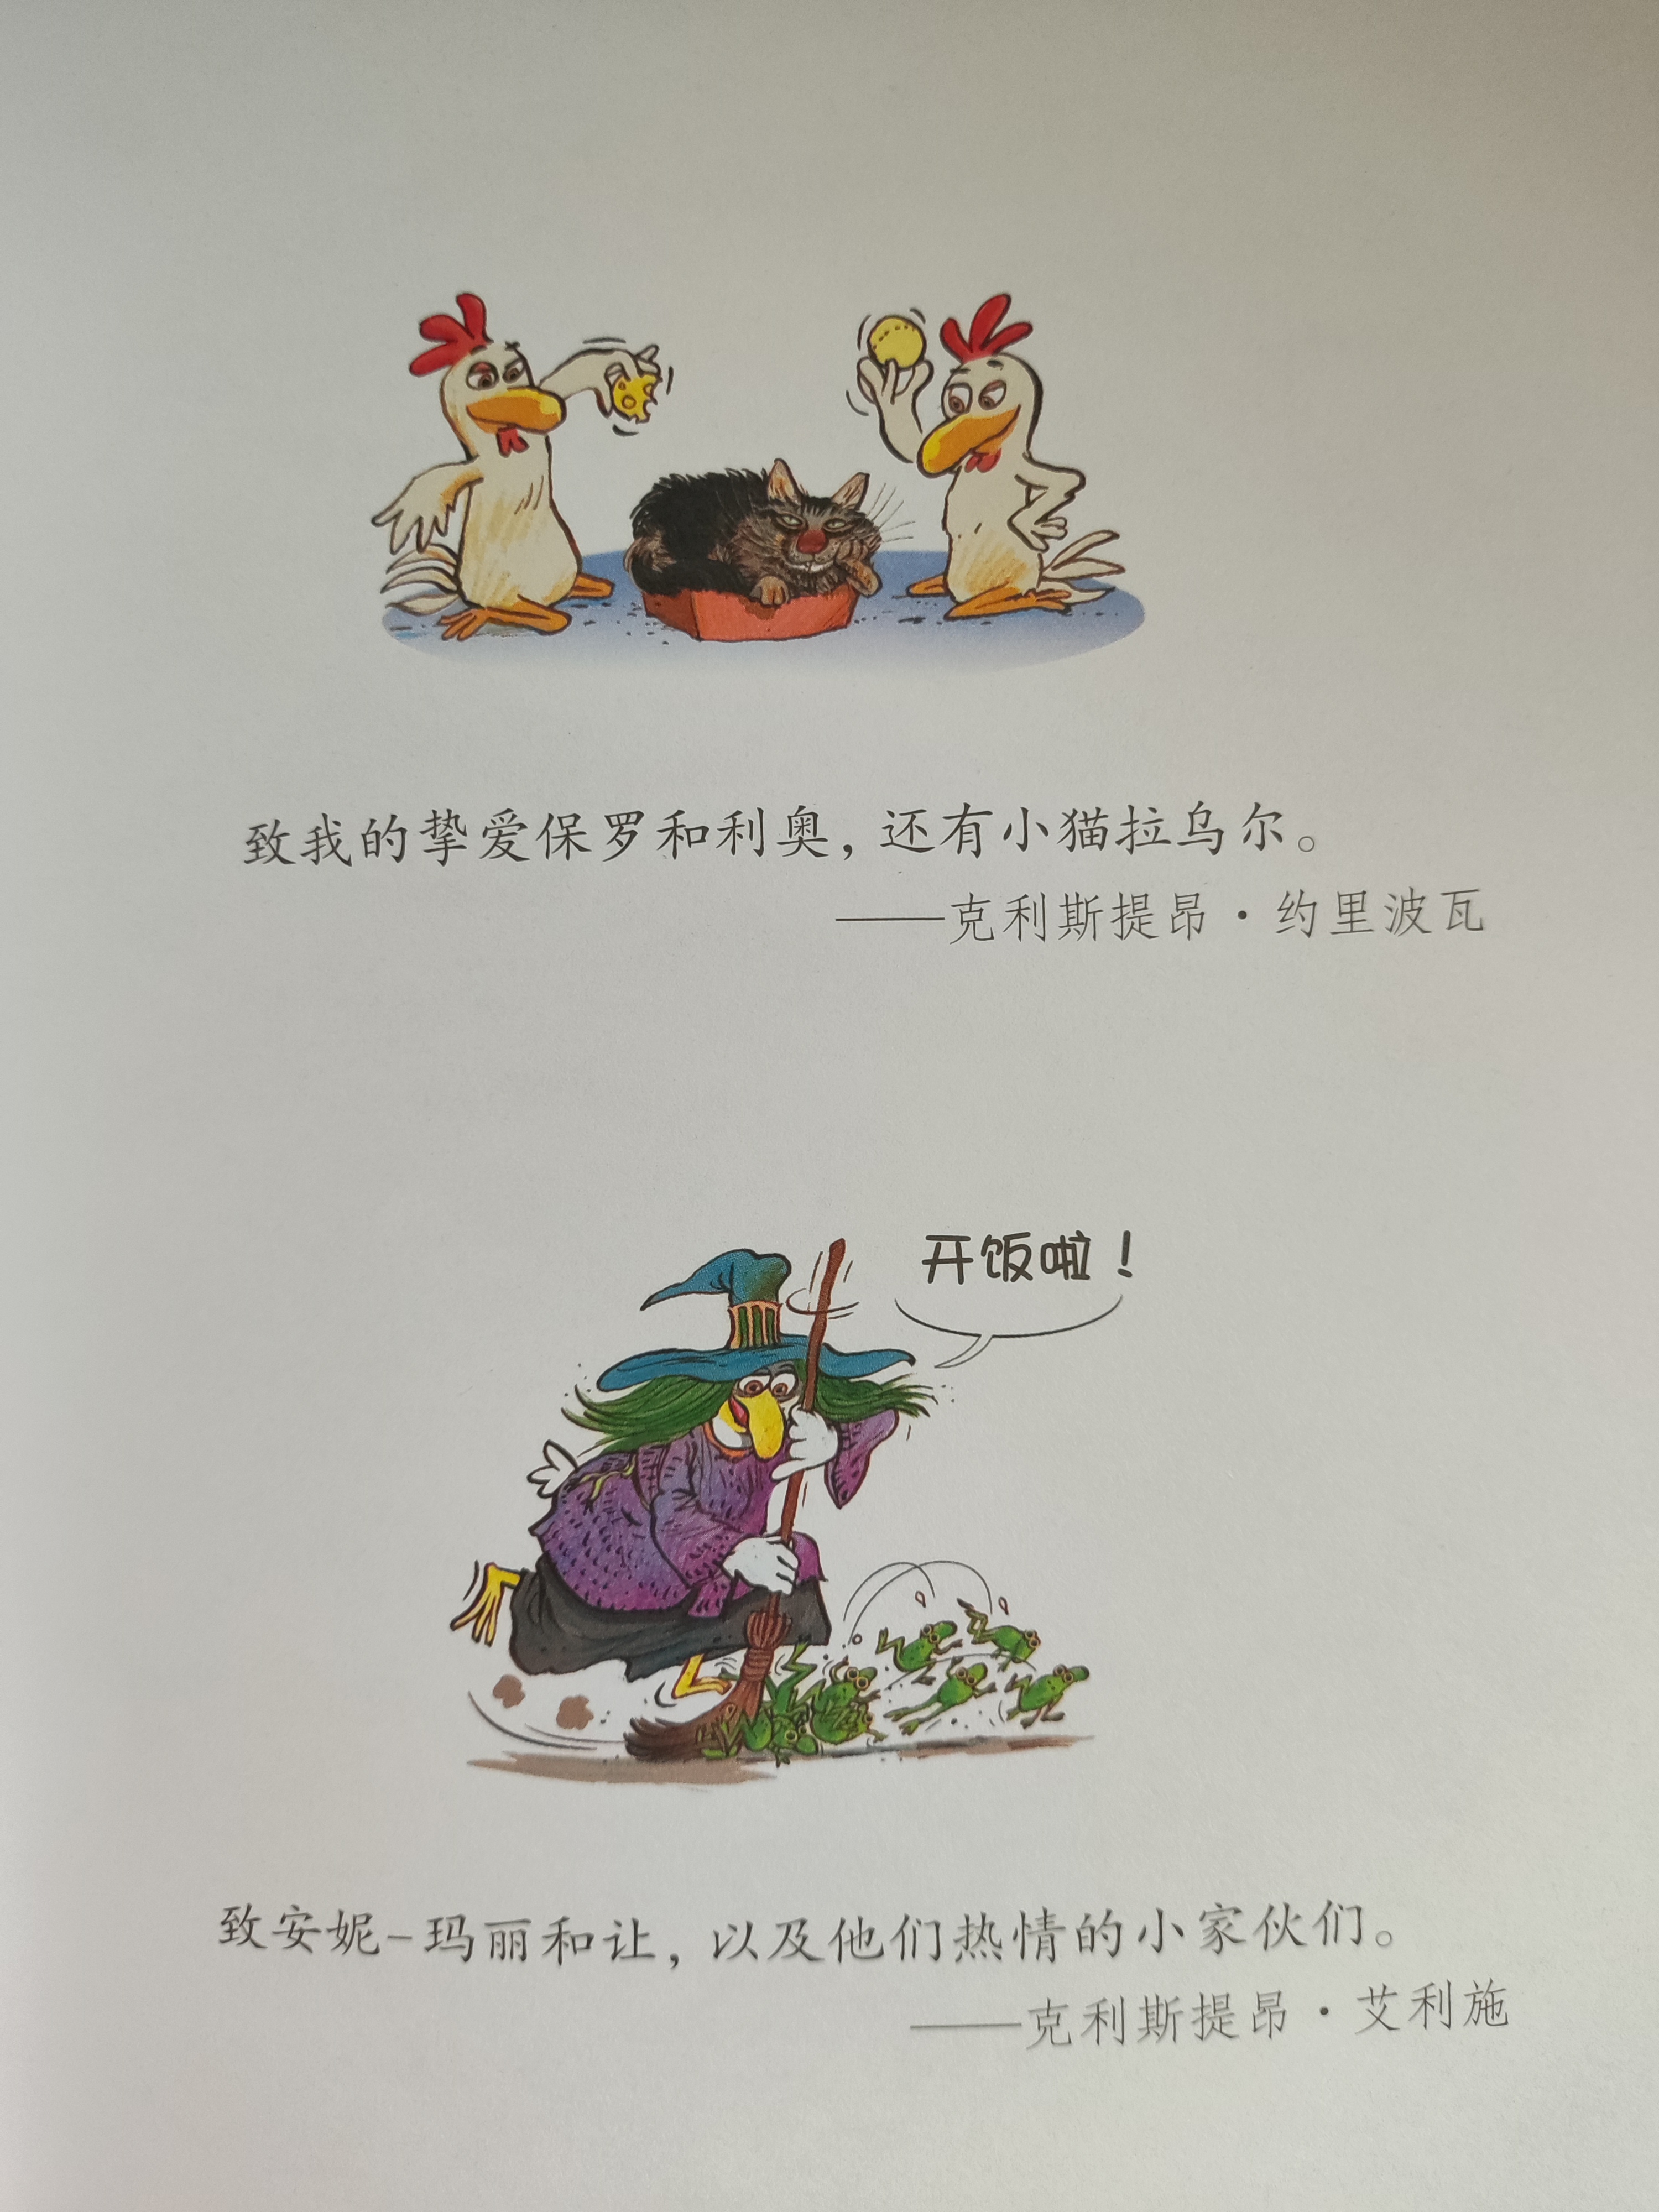 致我的挚爱保罗和利奥，还有小猫拉乌尔。
——克利斯提昂·约里波瓦
开饭啦！
致安妮-玛丽和让，以及他们热情的小家伙们。
——克利斯提昂·艾利施